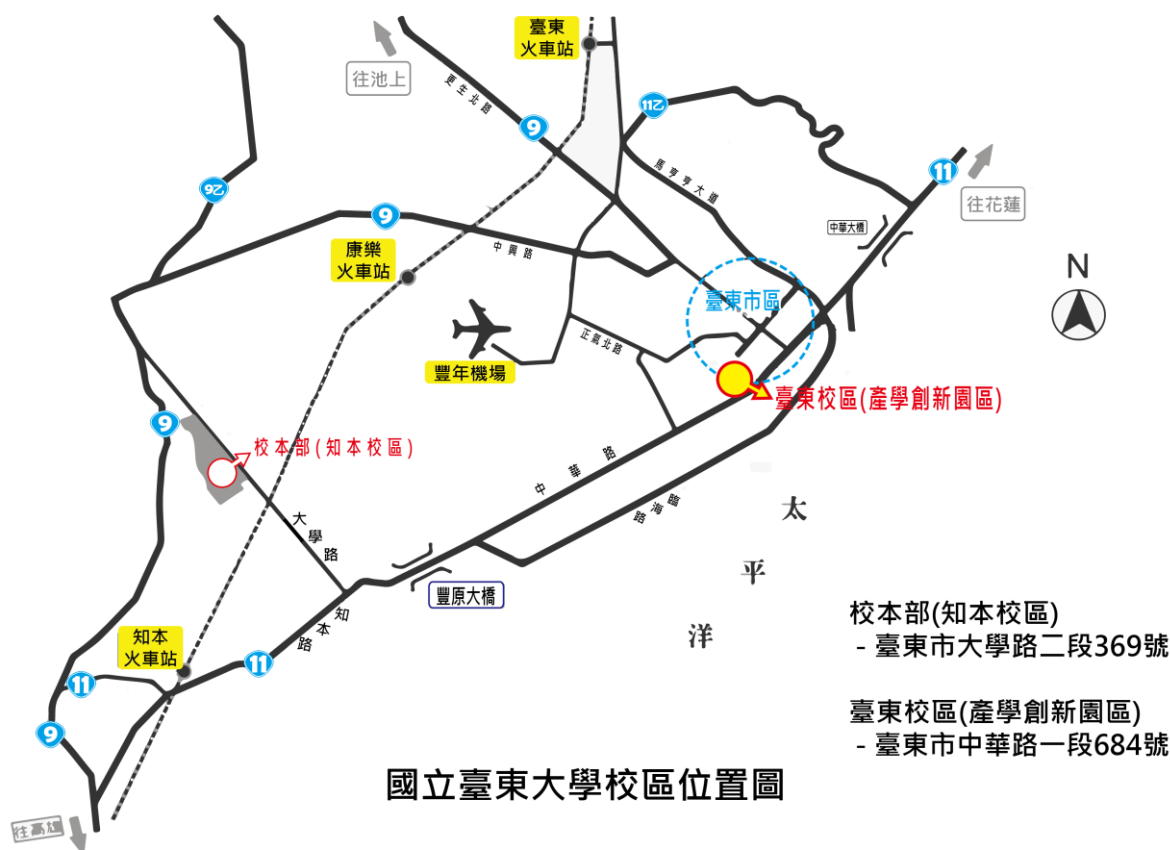 臺東
火車站
往池上
更生北路
9
11乙
11
馬亨亨大道
往花蓮
中華大橋
9乙
9
康樂
火車站
中興路
臺東市區
N
正氣北路
豐年機場
臺東校區(產學創新園區)
9
校本部(知本校區)
中華路
臨海路
大學路
太平洋
豐原大橋
知本路
知本
火車站
11
11
9
往高雄
校本部(知本校區)
- 臺東市大學路二段369號
臺東校區(產學創新園區)
- 臺東市中華路一段684號
國立臺東大學校區位置圖